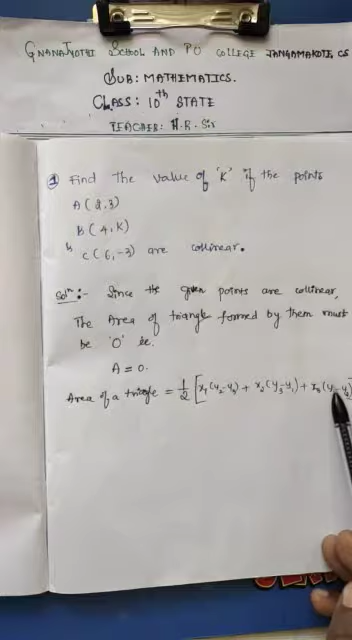 GNANAJYOTHI SCHOOL AND PU COLLEGE JANGAMAKOTE, CS
SUB: MATHEMATICS.
CLASS: 10th STATE
TEACHER: H.R. Sir
① Find The value of 'K' if the points
A(2,3)
B(4,K)
& C(6,-3) are collinear.
Soln:- Since the given points are collinear,
The Area of triangle formed by them must
be '0' ie.
A = 0.
Area of a triangle = 1/2 [x₁(y₂-y₃) + x₂(y₃-y₁) + x₃(y₁-y₂)]